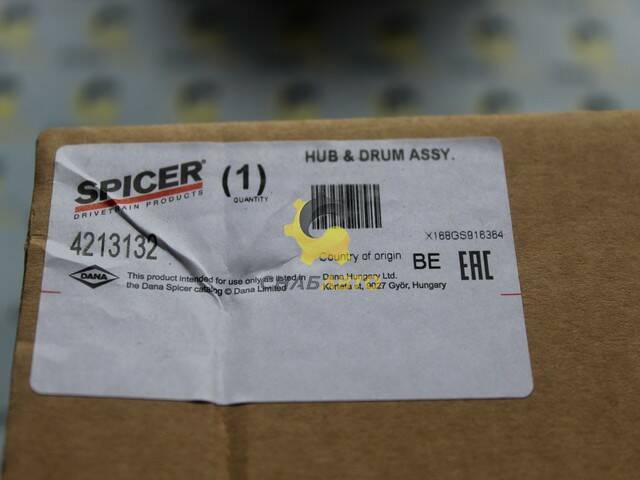 SPICER®
DRIVETRAIN PRODUCTS
(1)
QUANTITY
HUB & DRUM ASSY.
4213132
X168GS916364
Country of origin BE EAC
DANA
This product intended for use only as listed in
the Dana Spicer catalog © Dana Limited
Dana Hungary Ltd.
st, 9027 Győr, Hungary